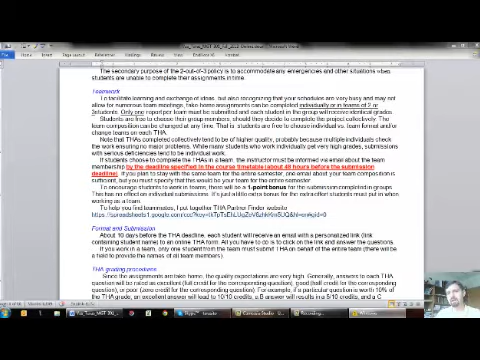 The secondary purpose of the 2-out-of-3 policy is to accommodate any emergencies and other situations when
students are unable to complete their assignments in time.
Teamwork
To facilitate learning and exchange of ideas, but also recognizing that your schedules are very busy and may not
allow for numerous team meetings, take-home assignments can be completed individually or in teams of 2 or
3 students. Only one report per team must be submitted and each student in the group will receive identical grades.
Students are free to choose their group members, should they decide to complete the project collectively. The
team composition can be changed at any time. That is students are free to choose individual vs. team format and/or
change teams on each THA.
Note that THAs completed collectively tend to be of higher quality, probably because multiple individuals check
the work ensuring no major problems. While many students who work individually get very high grades, submissions
with serious deficiencies tend to be individual work.
If students choose to complete the THAs in a team, the instructor must be informed via email about the team
membership by the deadline specified in the course timetable (about 48 hours before the submission
deadline). If you plan to stay with the same team for the entire semester, one email about your team composition is
sufficient, but you must specify that this would be your team for the entire semester.
To encourage students to work in teams, there will be a 1-point bonus for the submission completed in groups.
This has no effect on individual submissions. It's just a little extra bonus for the extra effort students must put in when
working as a team.
To help you find teammates, I put together THA Partner Finder website
Format and Submission
About 10 days before the THA deadline, each student will receive an email with a personalized link (link
containing student name) to an online THA form. All you have to do is to click on the link and answer the questions.
If you work in a team, only one student from the team must submit THA on behalf of the entire team (there will be
a field to provide the names of all team members).
THA grading procedures
Since the assignments are take home, the quality expectations are very high. Generally, answers to each THA
question will be rated as excellent (full credit for the corresponding question), good (half credit for the corresponding
question), or poor (zero credit for the corresponding question). For example, if a particular question is worth 10% of
the THA grade, an excellent answer will lead to 10/10 credits, a B answer will results in a 5/10 credits, and a C